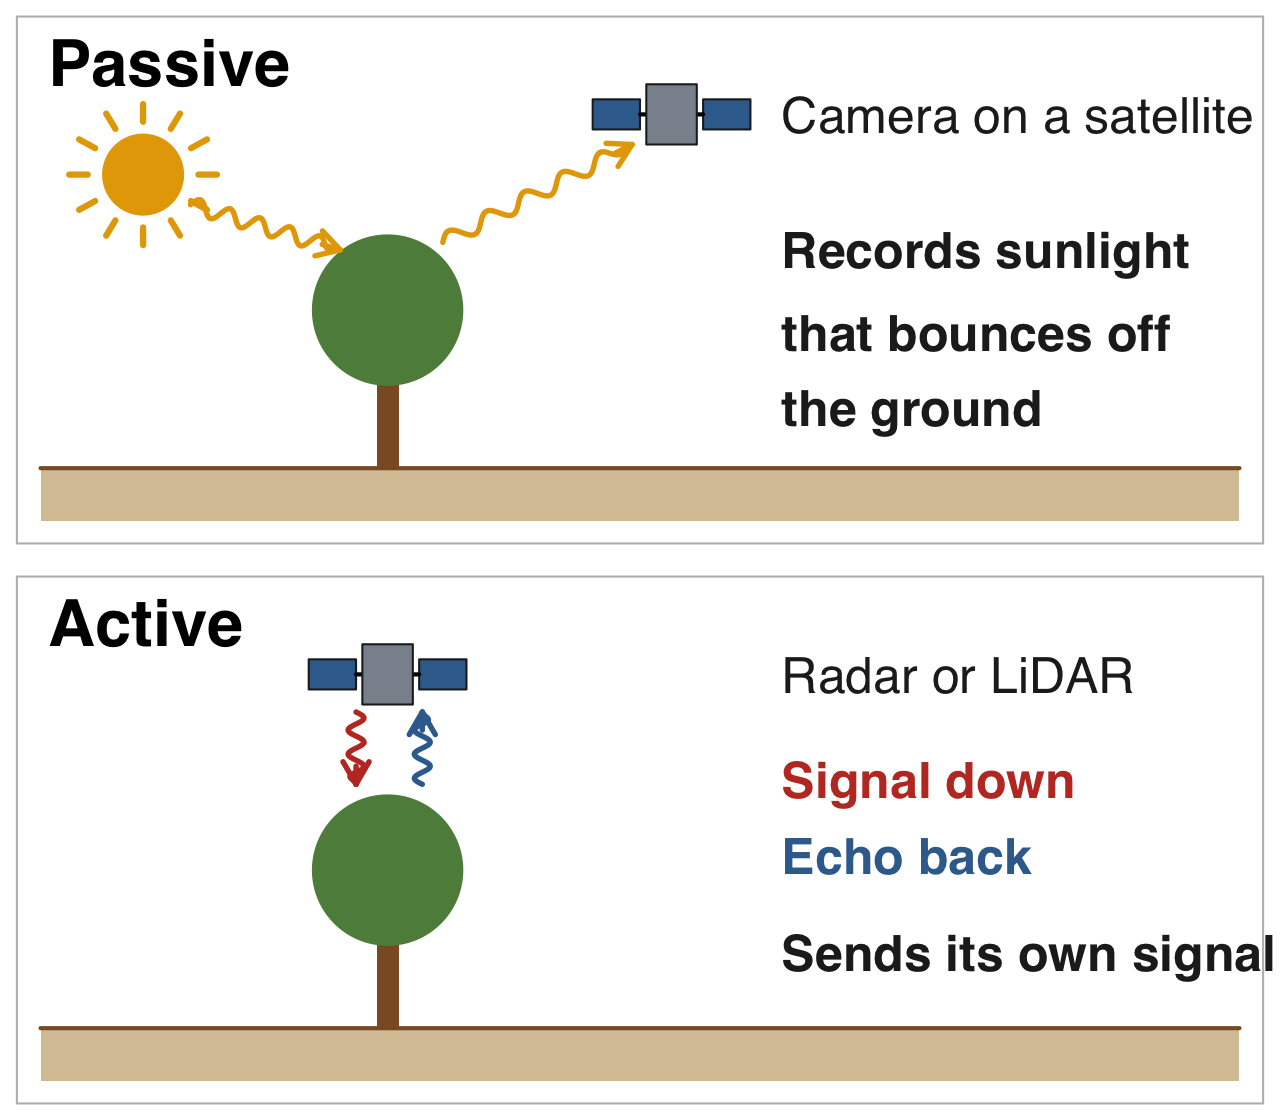 Passive
Camera on a satellite
Records sunlight
that bounces off
the ground
Active
Radar or LiDAR
Signal down
Echo back
Sends its own signal